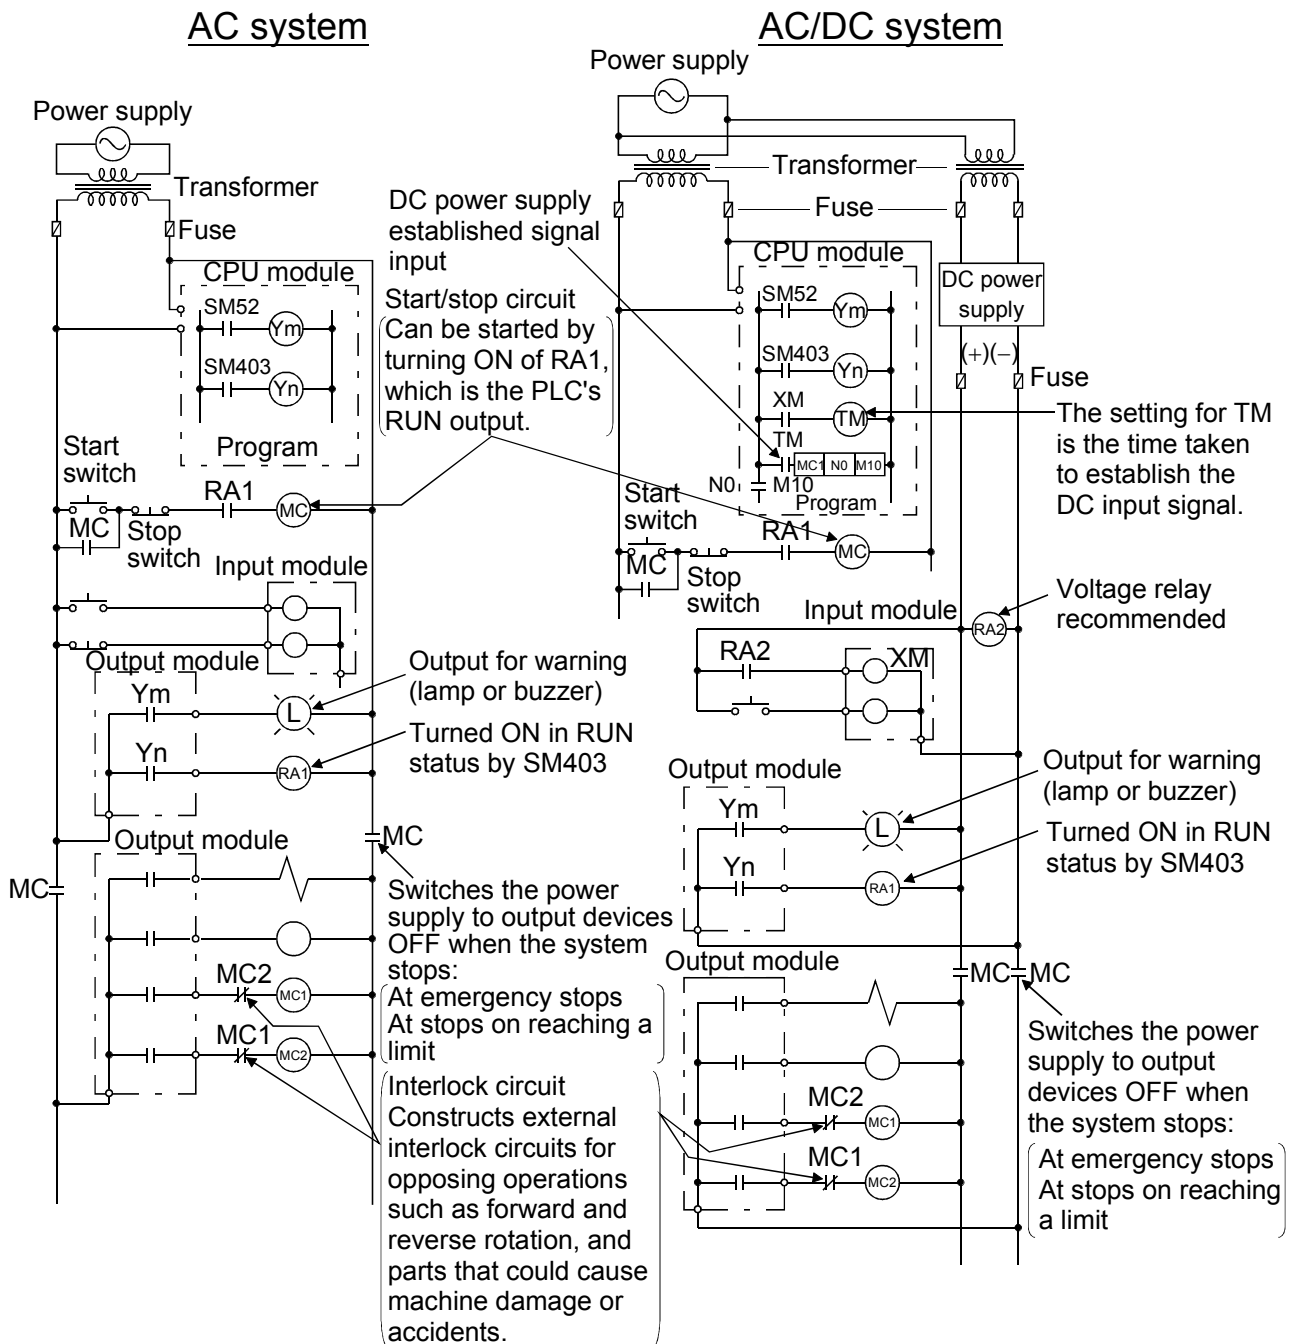 AC system
Power supply
Transformer
Fuse
CPU module
SM52
Ym
SM403
Yn
Program
Start
switch
MC
Stop
switch
RA1
MC
Start/stop circuit
Can be started by
turning ON of RA1,
which is the PLC's
RUN output.
Input module
Output module
Ym
L
Output for warning
(lamp or buzzer)
Yn
RA1
Turned ON in RUN
status by SM403
Output module
MC
MC
Switches the power
supply to output devices
OFF when the system
stops:
At emergency stops
At stops on reaching a
limit
MC2
MC1
MC1
MC2
Interlock circuit
Constructs external
interlock circuits for
opposing operations
such as forward and
reverse rotation, and
parts that could cause
machine damage or
accidents.
AC/DC system
Power supply
Transformer
Fuse
DC power supply
established signal
input
CPU module
SM52
Ym
SM403
Yn
XM
TM
TM
MC1 N0 M10
N0 M10
Program
DC power
supply
(+)(−)
Fuse
The setting for TM
is the time taken
to establish the
DC input signal.
Start
switch
MC
Stop
switch
RA1
MC
Input module
RA2
Voltage relay
recommended
RA2
XM
Output module
Ym
L
Output for warning
(lamp or buzzer)
Yn
RA1
Turned ON in RUN
status by SM403
Output module
MC MC
Switches the power
supply to output
devices OFF when
the system stops:
At emergency stops
At stops on reaching
a limit
MC2
MC1
MC1
MC2